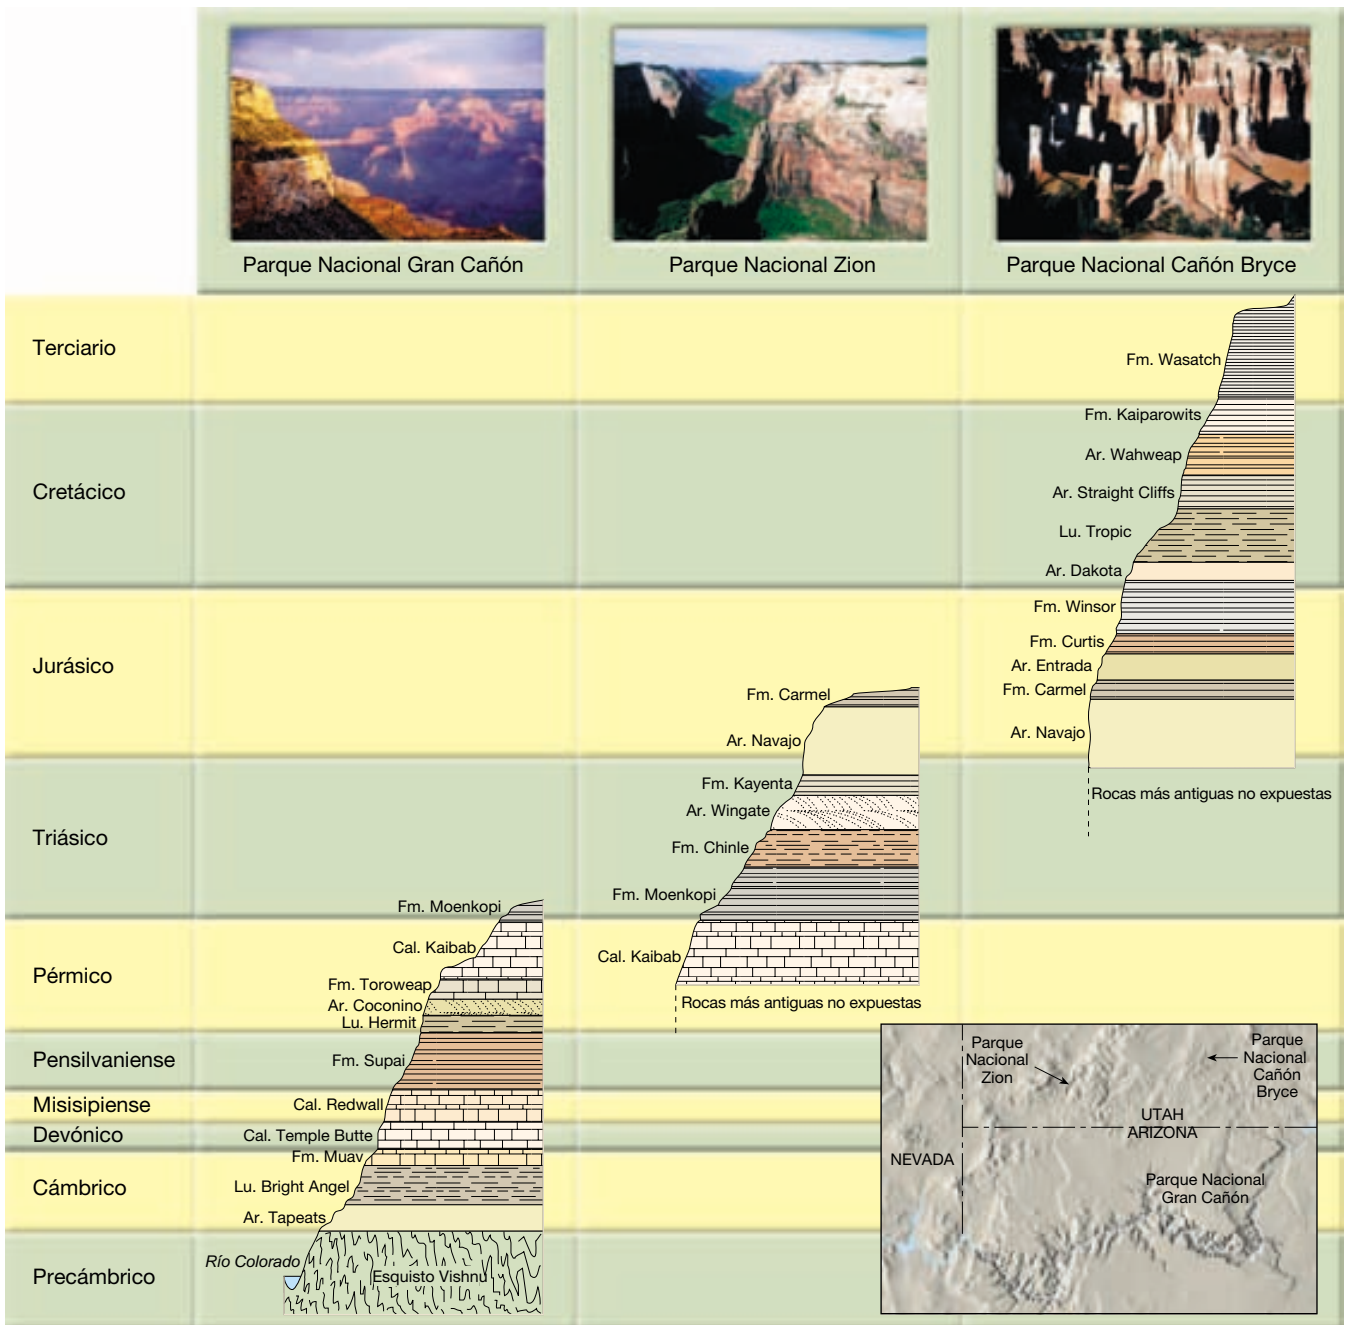 Parque Nacional Gran Cañón
Parque Nacional Zion
Parque Nacional Cañón Bryce
Terciario
Fm. Wasatch
Cretácico
Fm. Kaiparowits
Ar. Wahweap
Ar. Straight Cliffs
Lu. Tropic
Ar. Dakota
Jurásico
Fm. Winsor
Fm. Curtis
Ar. Entrada
Fm. Carmel
Ar. Navajo
Rocas más antiguas no expuestas
Fm. Carmel
Ar. Navajo
Triásico
Fm. Kayenta
Ar. Wingate
Fm. Chinle
Fm. Moenkopi
Cal. Kaibab
Rocas más antiguas no expuestas
Fm. Moenkopi
Pérmico
Cal. Kaibab
Fm. Toroweap
Ar. Coconino
Lu. Hermit
Pensilvaniense
Fm. Supai
Misisipiense
Cal. Redwall
Devónico
Cal. Temple Butte
Fm. Muav
Cámbrico
Lu. Bright Angel
Ar. Tapeats
Precámbrico
Río Colorado
Esquisto Vishnu
Parque
Nacional
Zion
Parque
Nacional
Cañón
Bryce
UTAH
ARIZONA
NEVADA
Parque Nacional
Gran Cañón